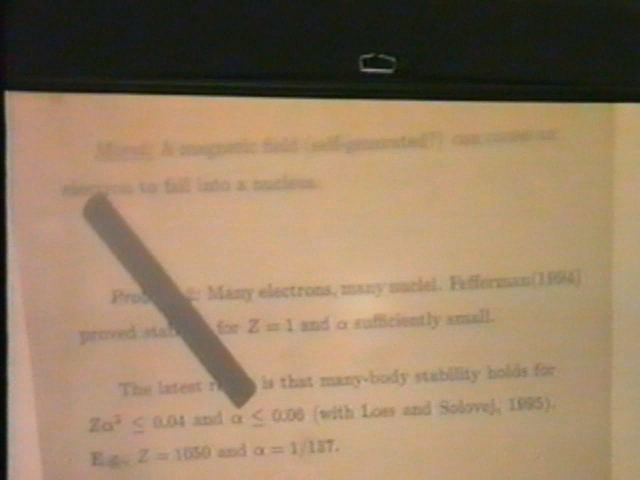 Moral: A magnetic field (self-generated?) can cause an
electron to fall into a nucleus.
Many electrons, many nuclei. Fefferman(1994)
proved for Z = 1 and α sufficiently small.
The latest is that many-body stability holds for
Zα² ≤ 0.04 and α ≤ 0.06 (with Loss and Solovej, 1995).
E.g., Z = 1050 and α = 1/137.